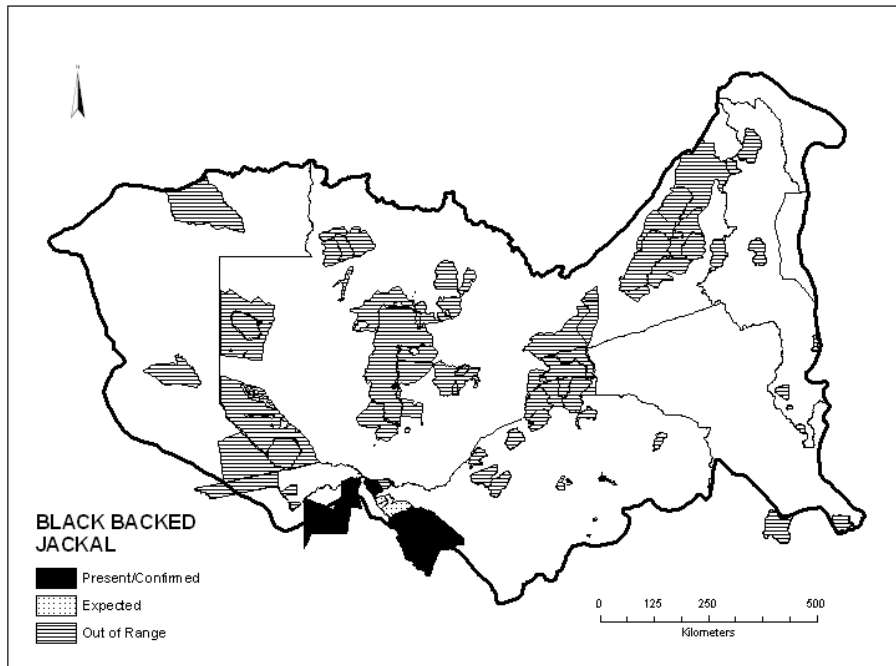 N
BLACK BACKED
JACKAL
Present/Confirmed
Expected
Out of Range
0 125 250 500
Kilometers